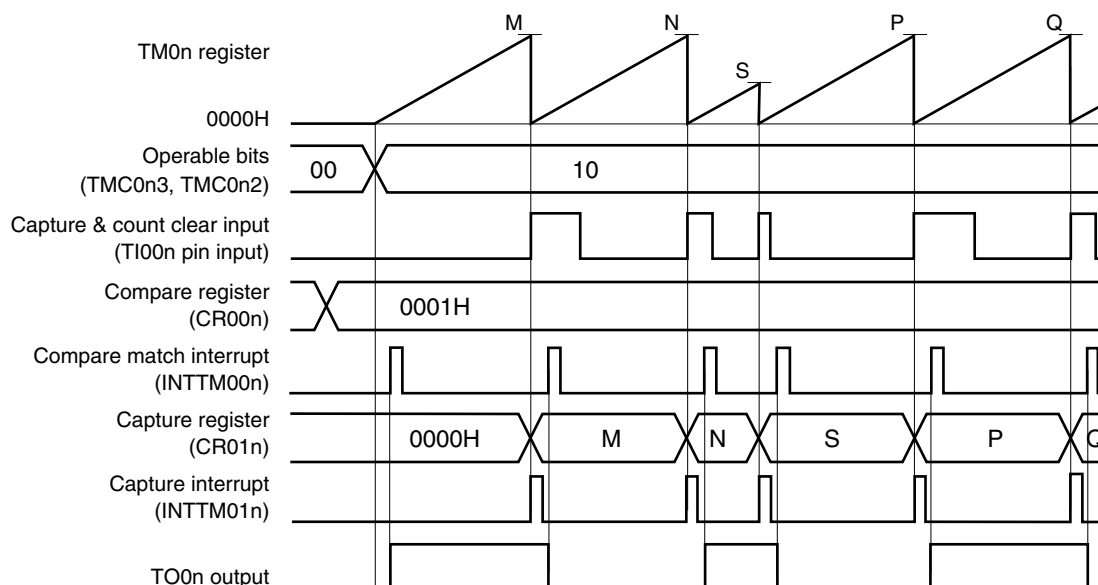 M N S P Q
TM0n register
0000H
Operable bits
(TMC0n3, TMC0n2)
00 10
Capture & count clear input
(TI00n pin input)
Compare register
(CR00n)
0001H
Compare match interrupt
(INTTM00n)
Capture register
(CR01n)
0000H M N S P Q
Capture interrupt
(INTTM01n)
TO0n output